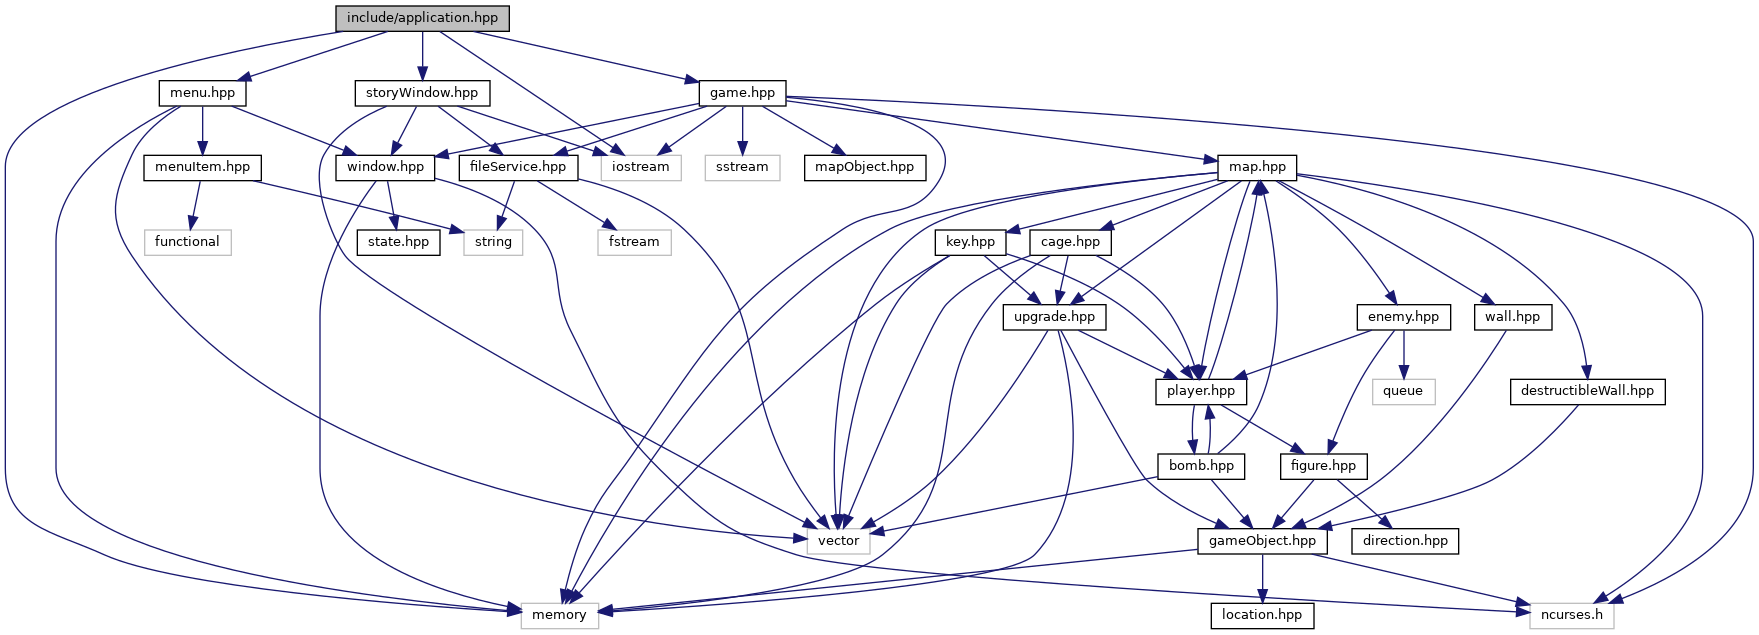 include/application.hpp
menu.hpp
storyWindow.hpp
game.hpp
menuItem.hpp
window.hpp
fileService.hpp
iostream
sstream
mapObject.hpp
map.hpp
functional
state.hpp
string
fstream
key.hpp
cage.hpp
upgrade.hpp
enemy.hpp
wall.hpp
player.hpp
queue
destructibleWall.hpp
bomb.hpp
figure.hpp
vector
gameObject.hpp
direction.hpp
memory
location.hpp
ncurses.h